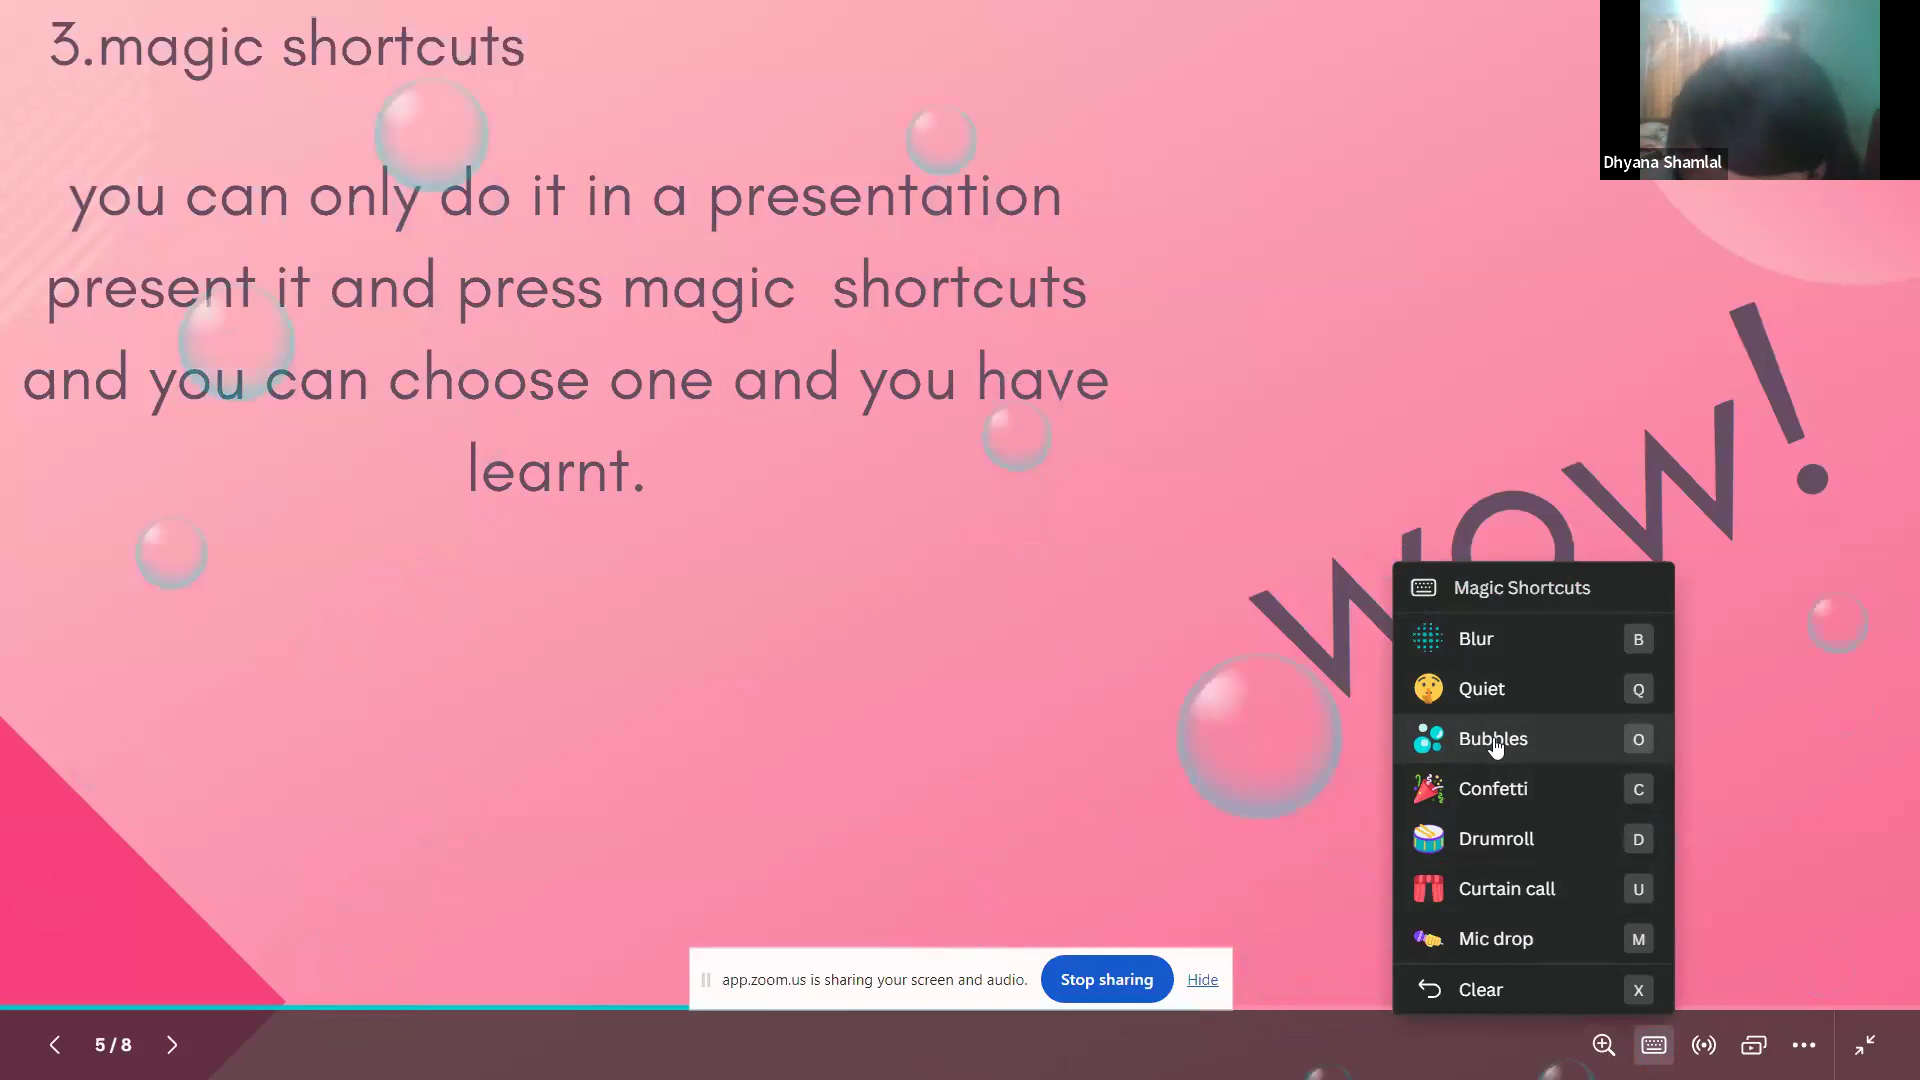 3.magic shortcuts
Dhyana Shamlal
you can only do it in a presentation
present it and press magic  shortcuts
and you can choose one and you have
learnt.
wow!
Magic Shortcuts
Blur B
Quiet Q
Bubbles O
Confetti C
Drumroll D
Curtain call U
Mic drop M
Clear X
app.zoom.us is sharing your screen and audio. Stop sharing Hide
5 / 8